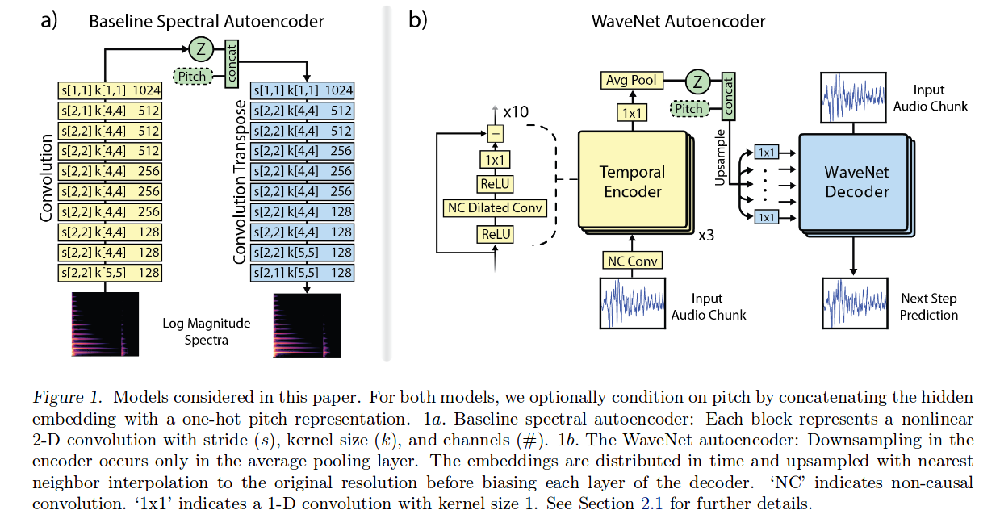 a)
Baseline Spectral Autoencoder
Z
Pitch
concat
Convolution
s[1,1] k[1,1] 1024
s[2,1] k[4,4] 512
s[2,2] k[4,4] 512
s[2,2] k[4,4] 512
s[2,2] k[4,4] 256
s[2,2] k[4,4] 256
s[2,2] k[4,4] 256
s[2,2] k[4,4] 128
s[2,2] k[4,4] 128
s[2,2] k[5,5] 128
Convolution Transpose
s[1,1] k[1,1] 1024
s[2,2] k[4,4] 512
s[2,2] k[4,4] 512
s[2,2] k[4,4] 256
s[2,2] k[4,4] 256
s[2,2] k[4,4] 256
s[2,2] k[4,4] 128
s[2,2] k[4,4] 128
s[2,2] k[5,5] 128
s[2,1] k[5,5] 128
Log Magnitude
Spectra
b)
WaveNet Autoencoder
x10
+
1x1
ReLU
NC Dilated Conv
ReLU
Avg Pool
Z
Pitch
concat
1x1
Temporal
Encoder
x3
NC Conv
Input
Audio Chunk
Upsample
1x1
1x1
Input
Audio Chunk
WaveNet
Decoder
Next Step
Prediction
Figure 1. Models considered in this paper. For both models, we optionally condition on pitch by concatenating the hidden
embedding with a one-hot pitch representation. 1a. Baseline spectral autoencoder: Each block represents a nonlinear
2-D convolution with stride (s), kernel size (k), and channels (#). 1b. The WaveNet autoencoder: Downsampling in the
encoder occurs only in the average pooling layer. The embeddings are distributed in time and upsampled with nearest
neighbor interpolation to the original resolution before biasing each layer of the decoder. ‘NC’ indicates non-causal
convolution. ‘1x1’ indicates a 1-D convolution with kernel size 1. See Section 2.1 for further details.